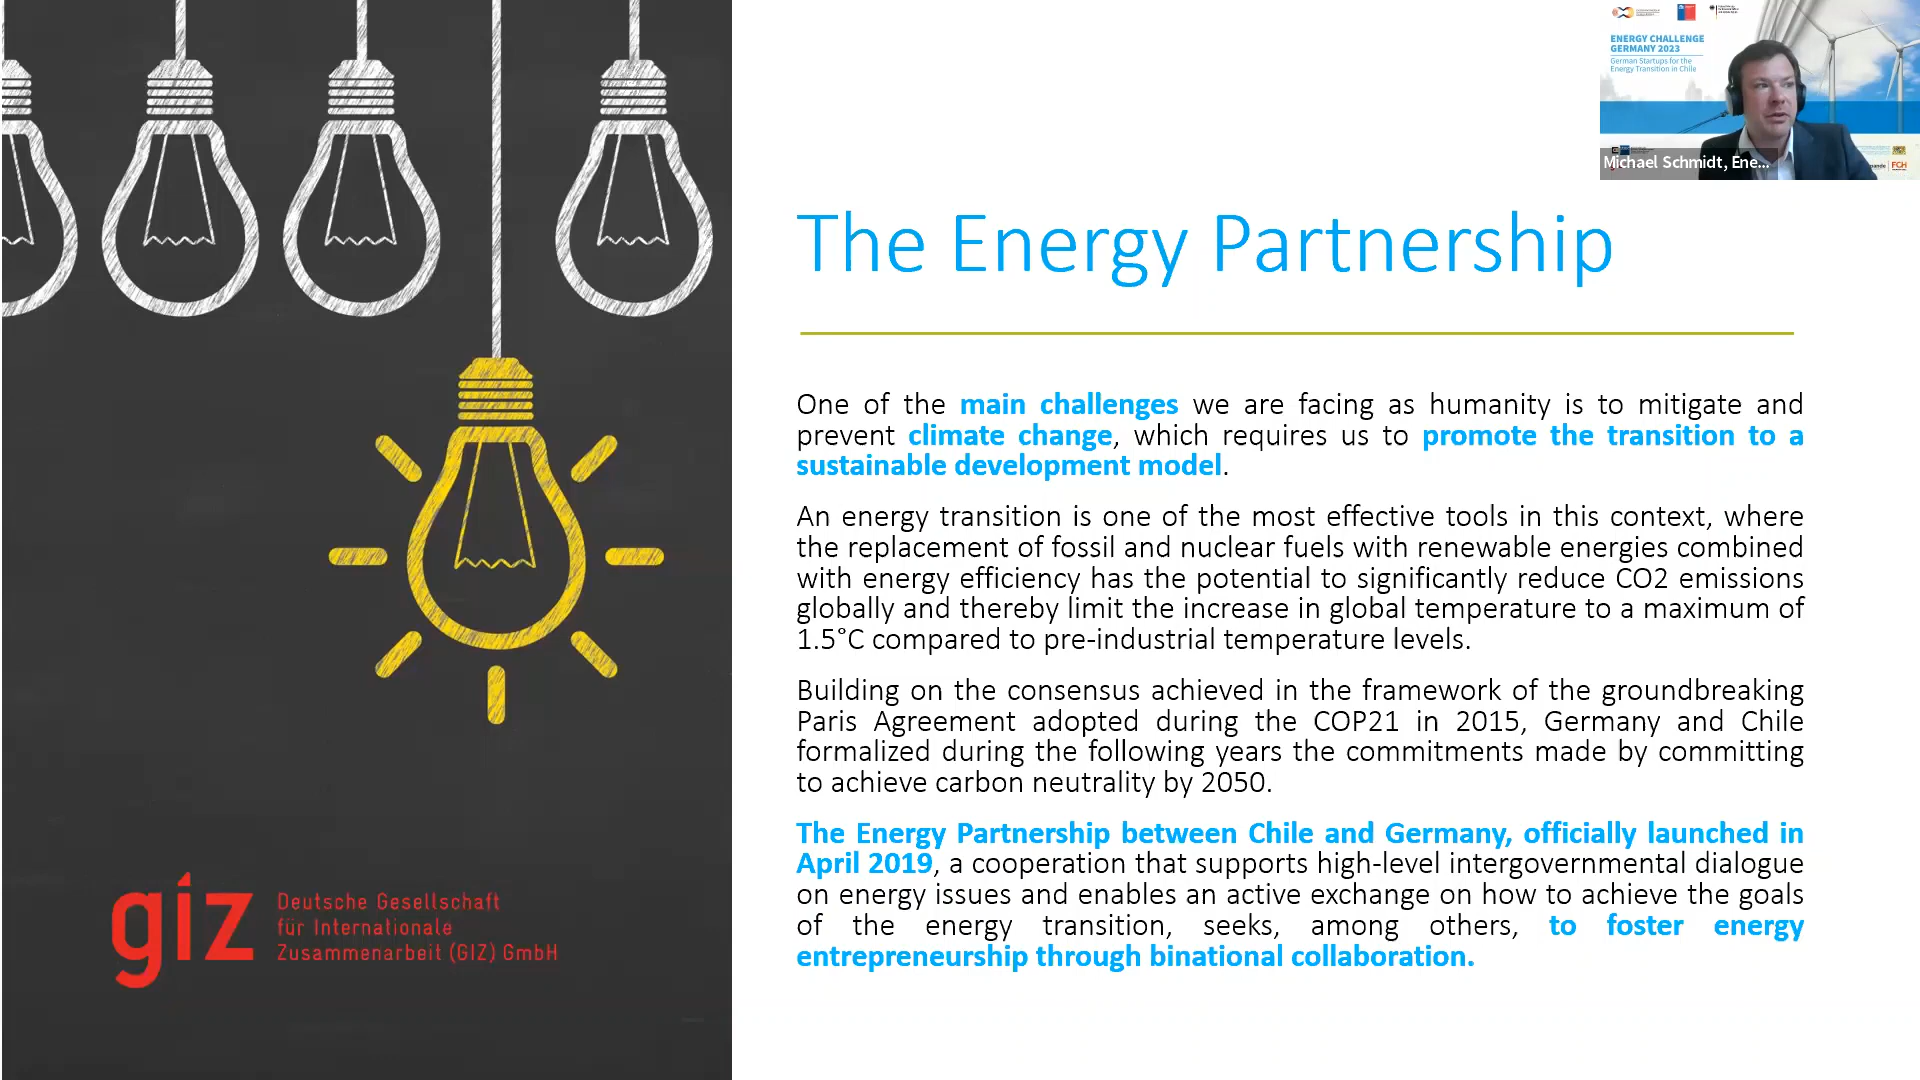 ENERGY CHALLENGE
GERMANY 2023
German Startups for the
Energy Transition in Chile
Michael Schmidt, Ene...
FCH
The Energy Partnership
One of the main challenges we are facing as humanity is to mitigate and
prevent climate change, which requires us to promote the transition to a
sustainable development model.
An energy transition is one of the most effective tools in this context, where
the replacement of fossil and nuclear fuels with renewable energies combined
with energy efficiency has the potential to significantly reduce CO2 emissions
globally and thereby limit the increase in global temperature to a maximum of
1.5°C compared to pre-industrial temperature levels.
Building on the consensus achieved in the framework of the groundbreaking
Paris Agreement adopted during the COP21 in 2015, Germany and Chile
formalized during the following years the commitments made by committing
to achieve carbon neutrality by 2050.
The Energy Partnership between Chile and Germany, officially launched in
April 2019, a cooperation that supports high-level intergovernmental dialogue
on energy issues and enables an active exchange on how to achieve the goals
of the energy transition, seeks, among others, to foster energy
entrepreneurship through binational collaboration.
giz
Deutsche Gesellschaft
für Internationale
Zusammenarbeit (GIZ) GmbH